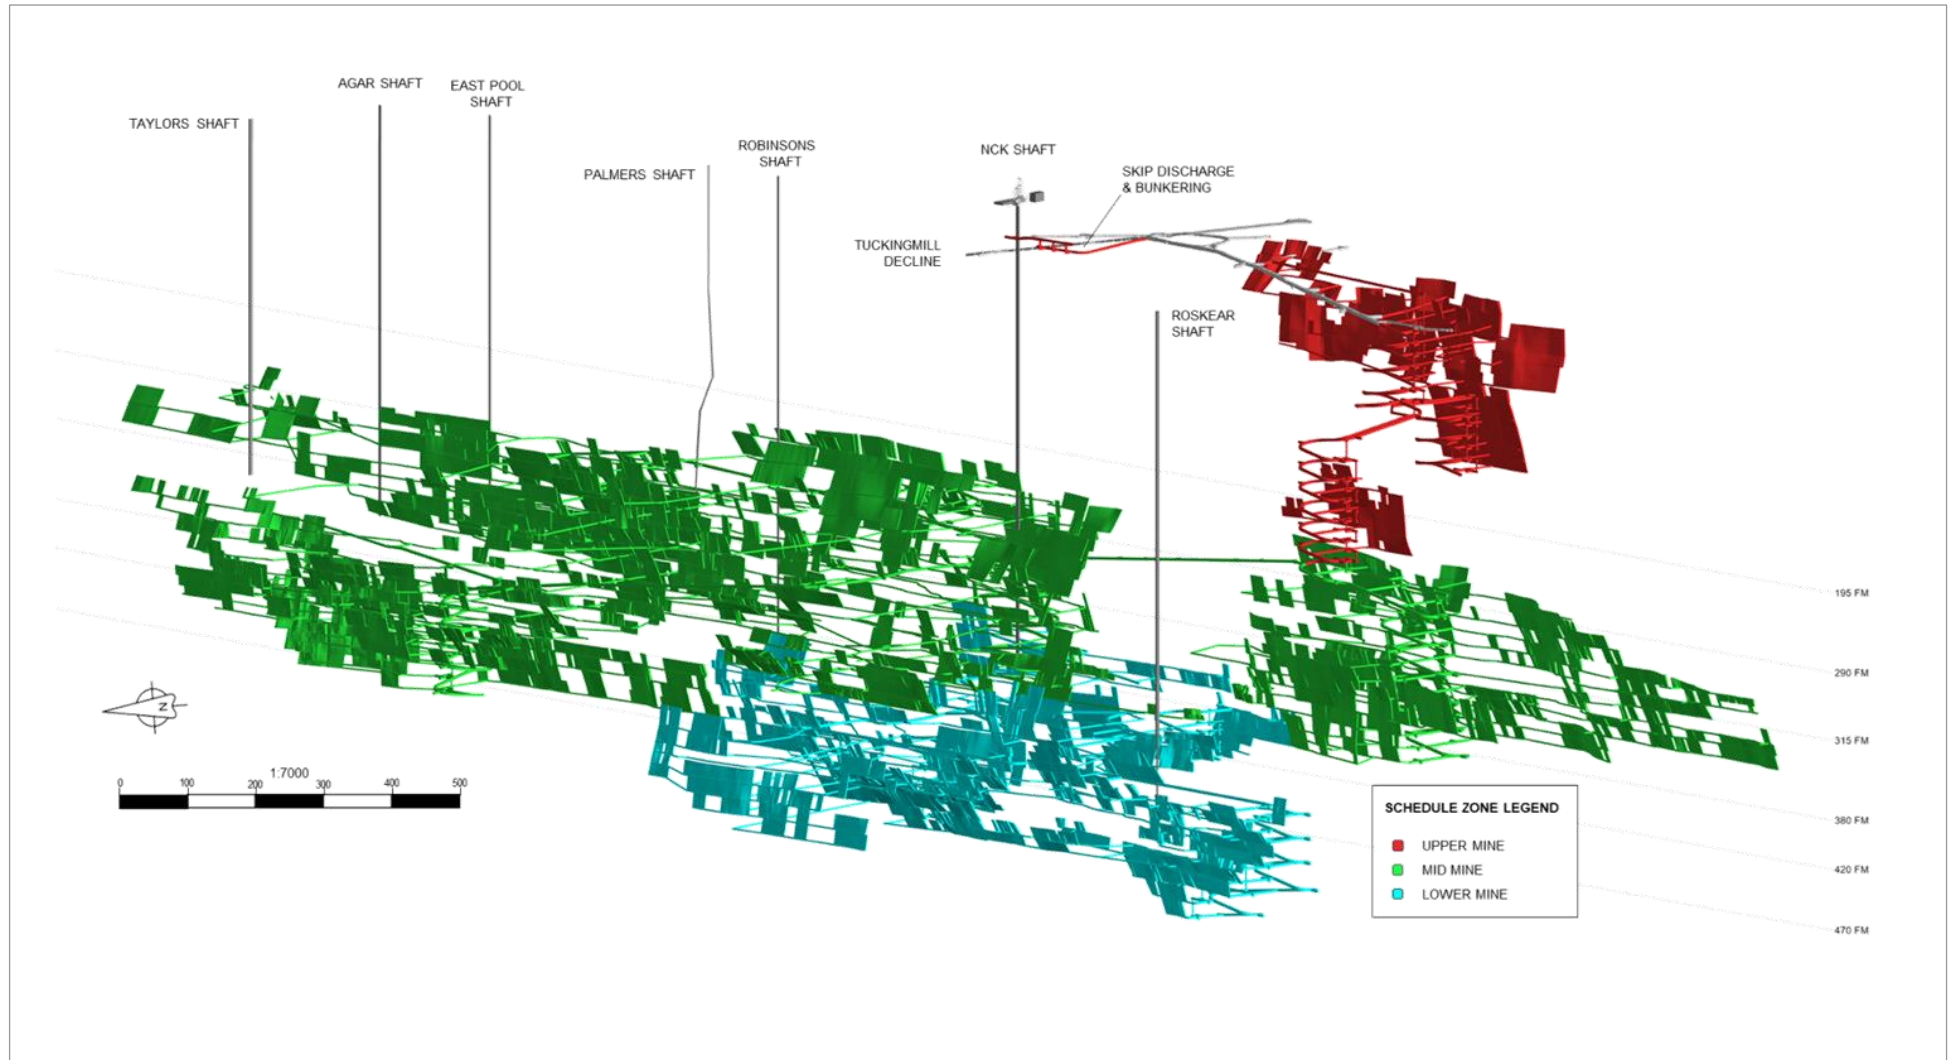 AGAR SHAFT
EAST POOL
SHAFT
TAYLORS SHAFT
ROBINSONS
SHAFT
NCK SHAFT
PALMERS SHAFT
SKIP DISCHARGE
& BUNKERING
TUCKINGMILL
DECLINE
ROSKEAR
SHAFT
195 FM
290 FM
315 FM
380 FM
420 FM
470 FM
N
1:7000
0 100 200 300 400 500
SCHEDULE ZONE LEGEND
UPPER MINE
MID MINE
LOWER MINE